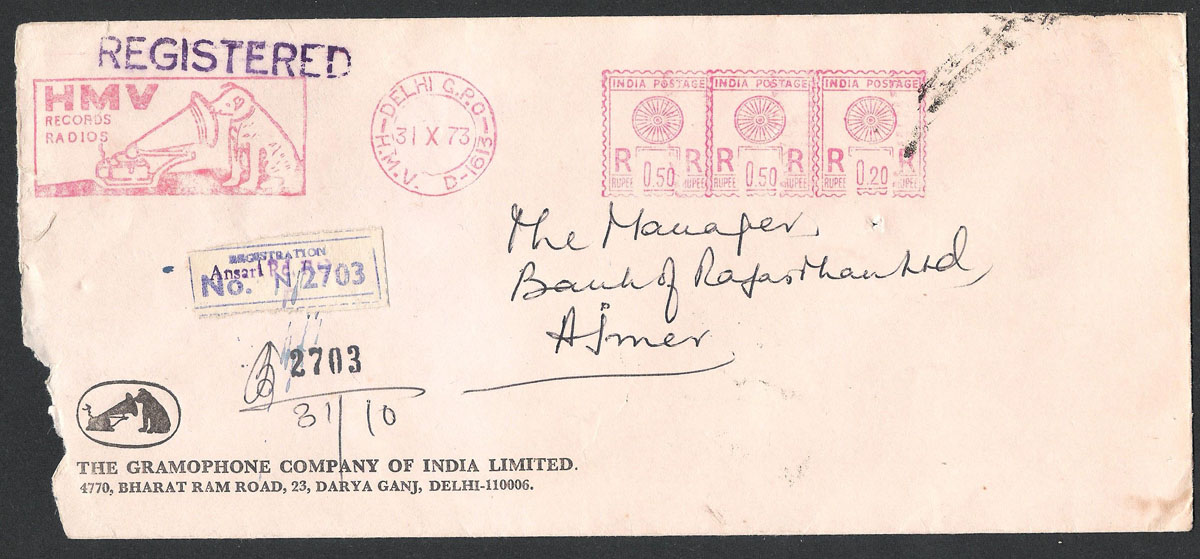 REGISTERED
HMV
RECORDS
RADIOS
DELHI G.P.O.
31 X 73
H.M.V. D-1613
INDIA POSTAGE INDIA POSTAGE INDIA POSTAGE
R 0.50 R R 0.50 R R 0.20 R
RUPEE RUPEE RUPEE RUPEE RUPEE RUPEE
The Manager,
Bank of Rajasthan Ltd,
Ajmer
REGISTRATION
Ansari Rd.
No. N 2703
2703
31/10
THE GRAMOPHONE COMPANY OF INDIA LIMITED.
4770, BHARAT RAM ROAD, 23, DARYA GANJ, DELHI-110006.